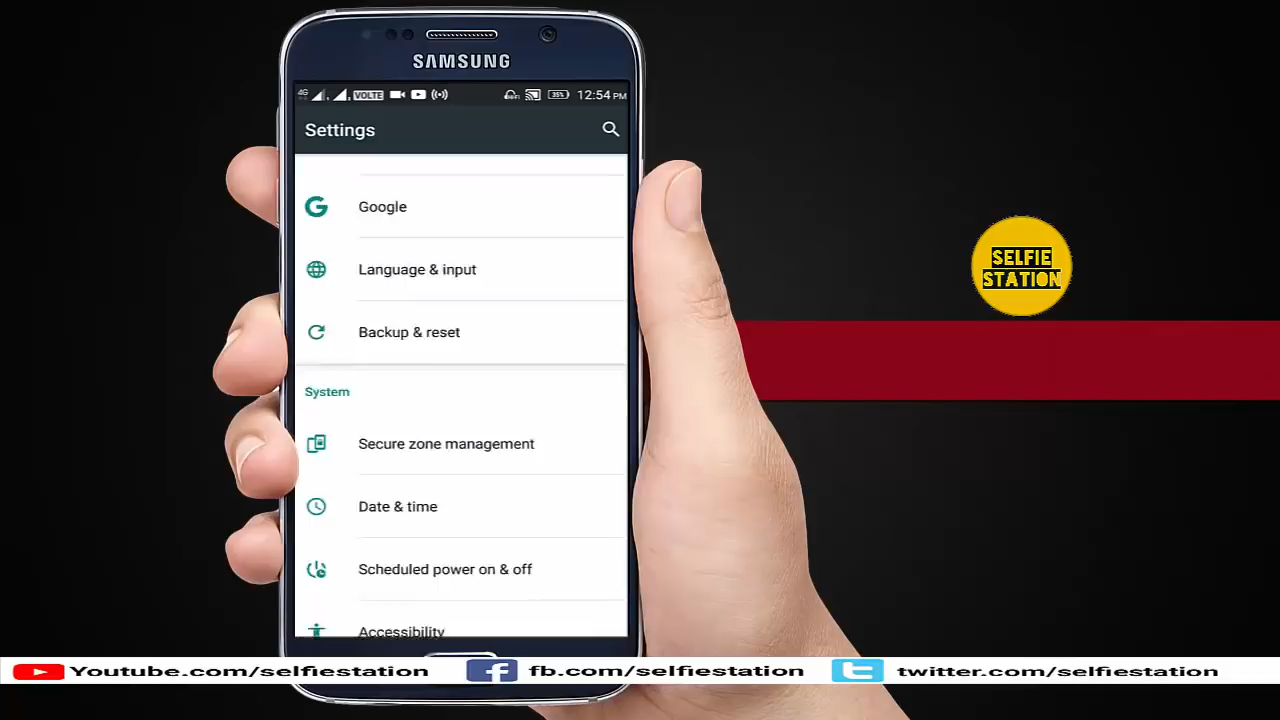 SAMSUNG
4G VOLTE 35% 12:54 PM
Settings
Google
Language & input
Backup & reset
System
Secure zone management
Date & time
Scheduled power on & off
Accessibility
SELFIE
STATION
Youtube.com/selfiestation fb.com/selfiestation twitter.com/selfiestation